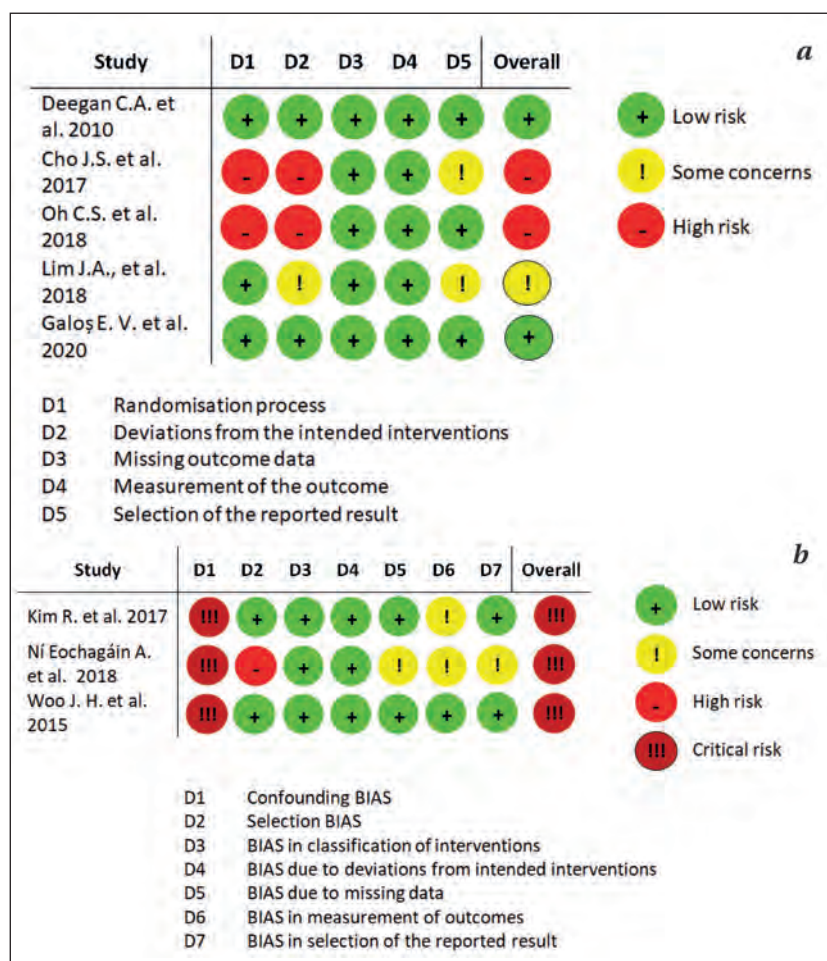 a
Study D1 D2 D3 D4 D5 Overall
Deegan C.A. et
al. 2010 + + + + + +
Cho J.S. et al.
2017 - - + + ! -
Oh C.S. et al.
2018 - - + + + -
Lim J.A., et al.
2018 + ! + + ! !
Galoş E. V. et al.
2020 + + + + + +
+ Low risk
! Some concerns
- High risk
D1 Randomisation process
D2 Deviations from the intended interventions
D3 Missing outcome data
D4 Measurement of the outcome
D5 Selection of the reported result
b
Study D1 D2 D3 D4 D5 D6 D7 Overall
Kim R. et al. 2017 !!! + + + + ! + !!!
Ní Eochagáin A.
et al. 2018 !!! - + + ! ! ! !!!
Woo J. H. et al.
2015 !!! + + + + + + !!!
+ Low risk
! Some concerns
- High risk
!!! Critical risk
D1 Confounding BIAS
D2 Selection BIAS
D3 BIAS in classification of interventions
D4 BIAS due to deviations from intended interventions
D5 BIAS due to missing data
D6 BIAS in measurement of outcomes
D7 BIAS in selection of the reported result